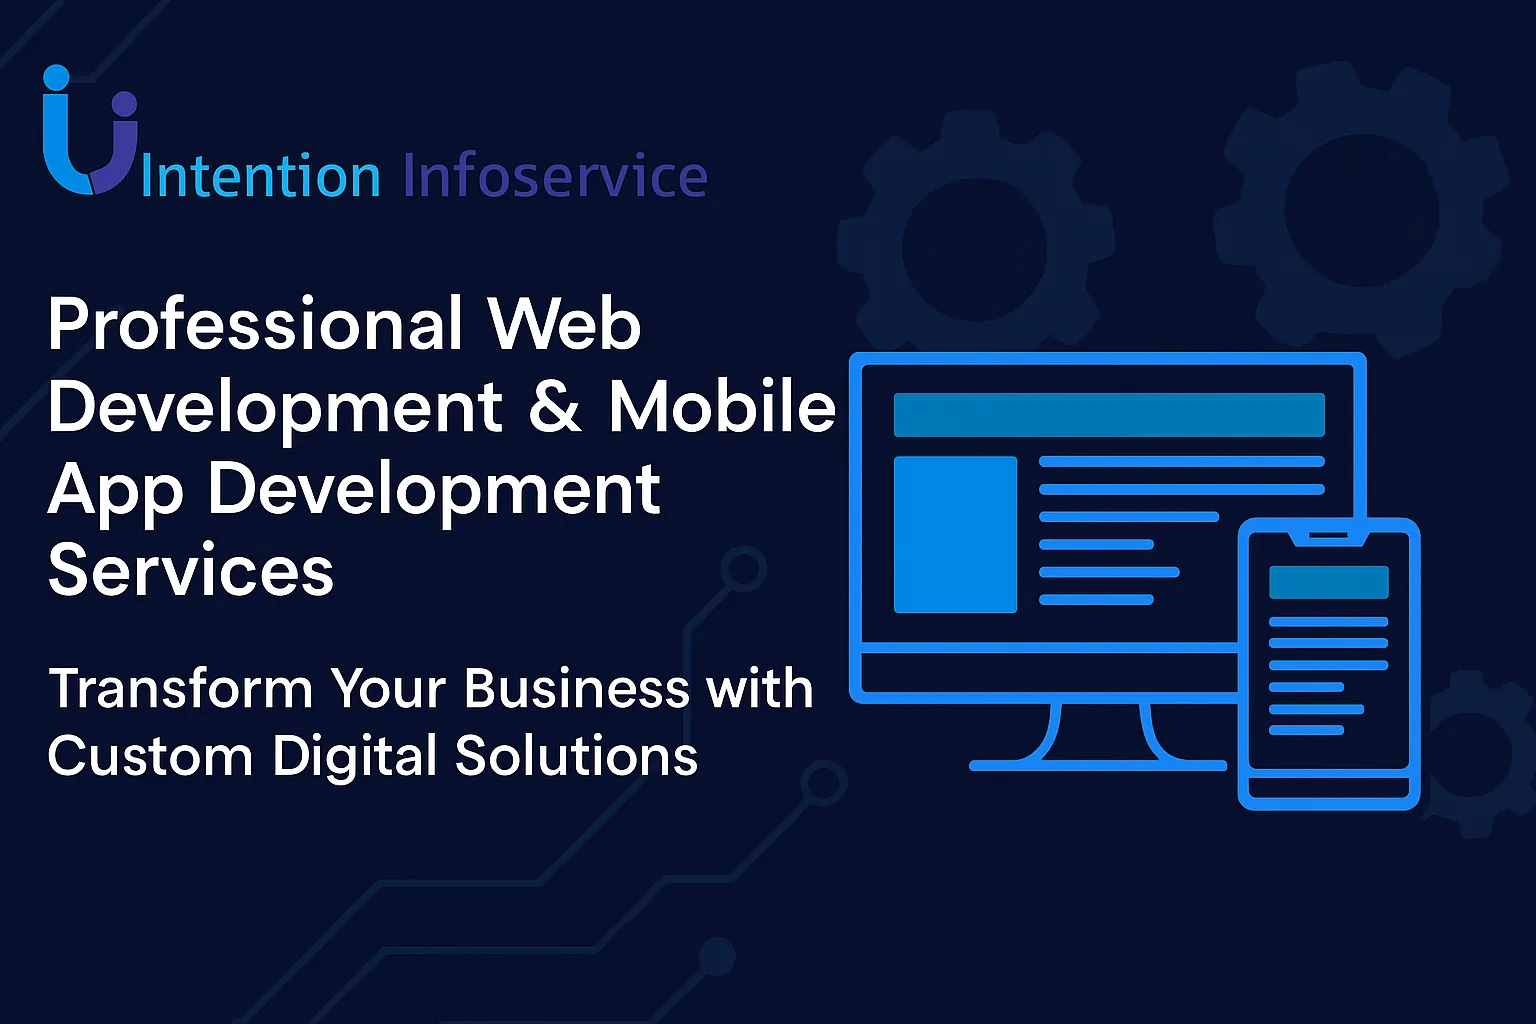 Intention Infoservice
Professional Web
Development & Mobile
App Development
Services
Transform Your Business with
Custom Digital Solutions